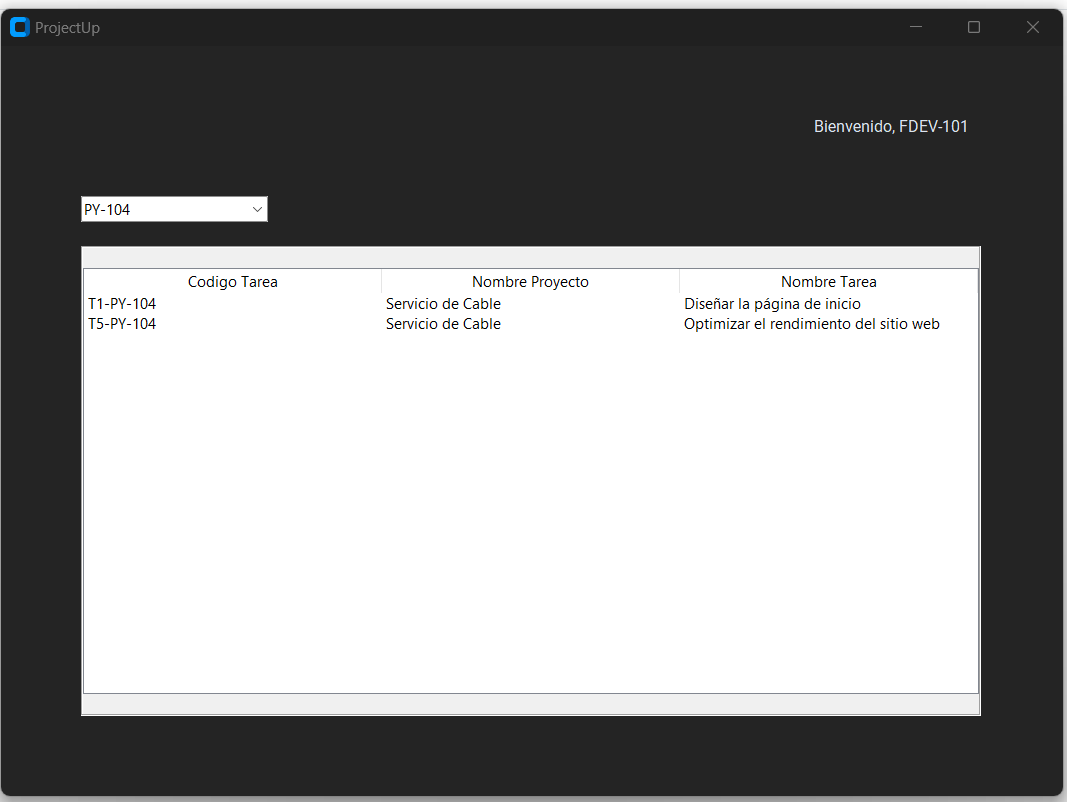 ProjectUp
Bienvenido, FDEV-101
PY-104
Codigo Tarea Nombre Proyecto Nombre Tarea
T1-PY-104 Servicio de Cable Diseñar la página de inicio
T5-PY-104 Servicio de Cable Optimizar el rendimiento del sitio web